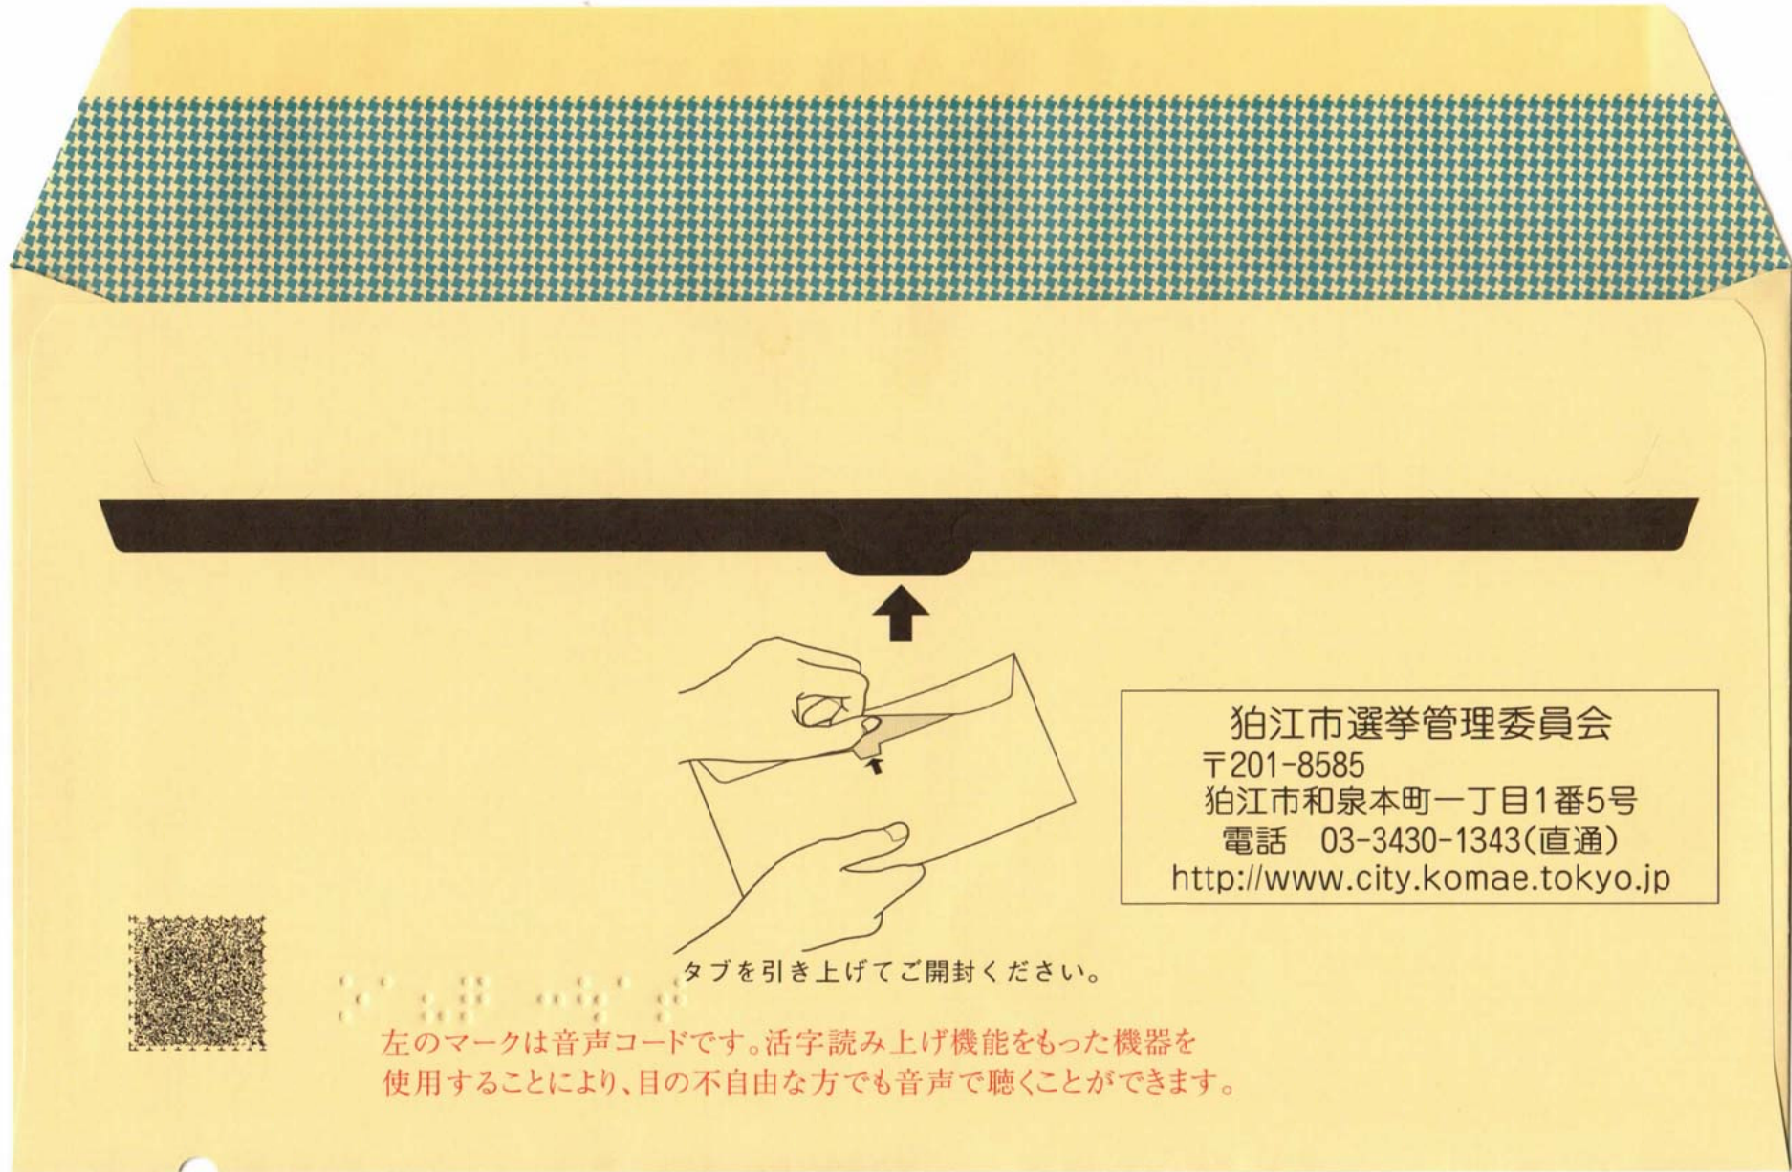 狛江市選挙管理委員会
〒201-8585
狛江市和泉本町一丁目1番5号
電話　03-3430-1343(直通)
http://www.city.komae.tokyo.jp
タブを引き上げてご開封ください。
左のマークは音声コードです。活字読み上げ機能をもった機器を
使用することにより、目の不自由な方でも音声で聴くことができます。